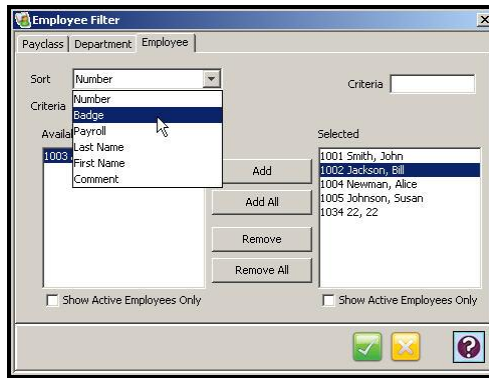 Employee Filter
Payclass Department Employee
Sort Number
Criteria
Number
Criteria
Badge
Payroll
Last Name
First Name
Comment
Selected
1003
1001 Smith, John
1002 Jackson, Bill
1004 Newman, Alice
1005 Johnson, Susan
1034 22, 22
Add
Add All
Remove
Remove All
Show Active Employees Only
Show Active Employees Only